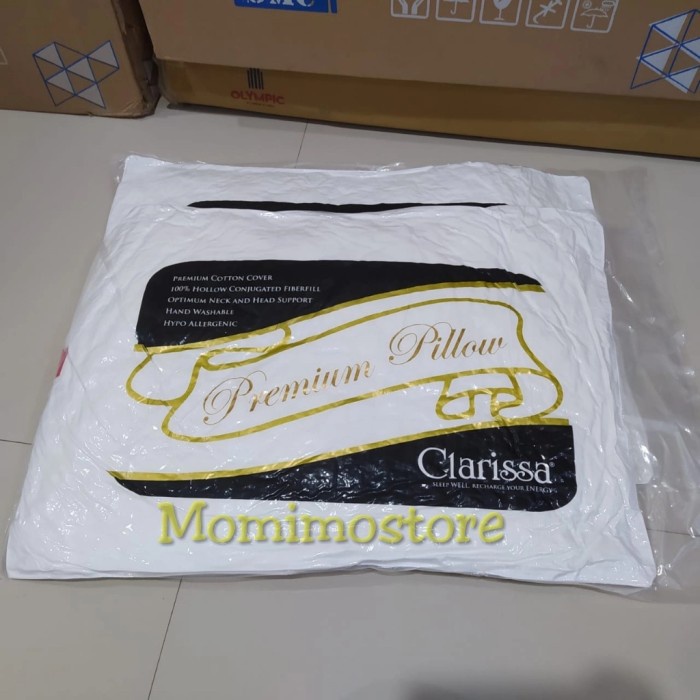 OLYMPIC
PREMIUM COTTON COVER
100% HOLLOW CONJUGATED FIBERFILL
OPTIMUM NECK AND HEAD SUPPORT
HAND WASHABLE
HYPO ALLERGENIC
Premium Pillow
Clarissa
SLEEP WELL, RECHARGE YOUR ENERGY
Momimostore